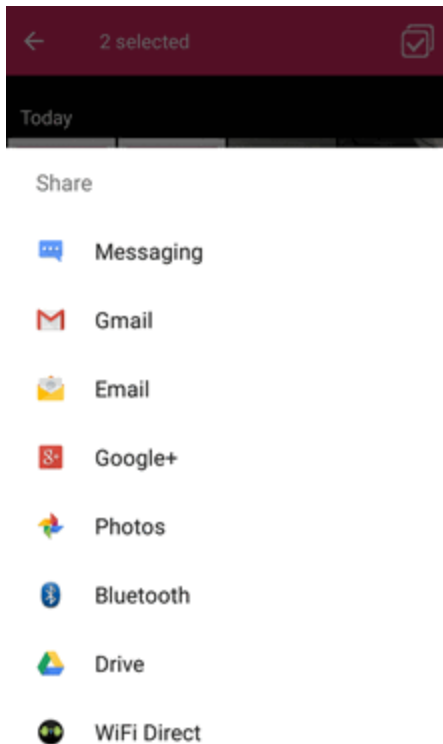 2 selected
Today
Share
Messaging
Gmail
Email
Google+
Photos
Bluetooth
Drive
WiFi Direct